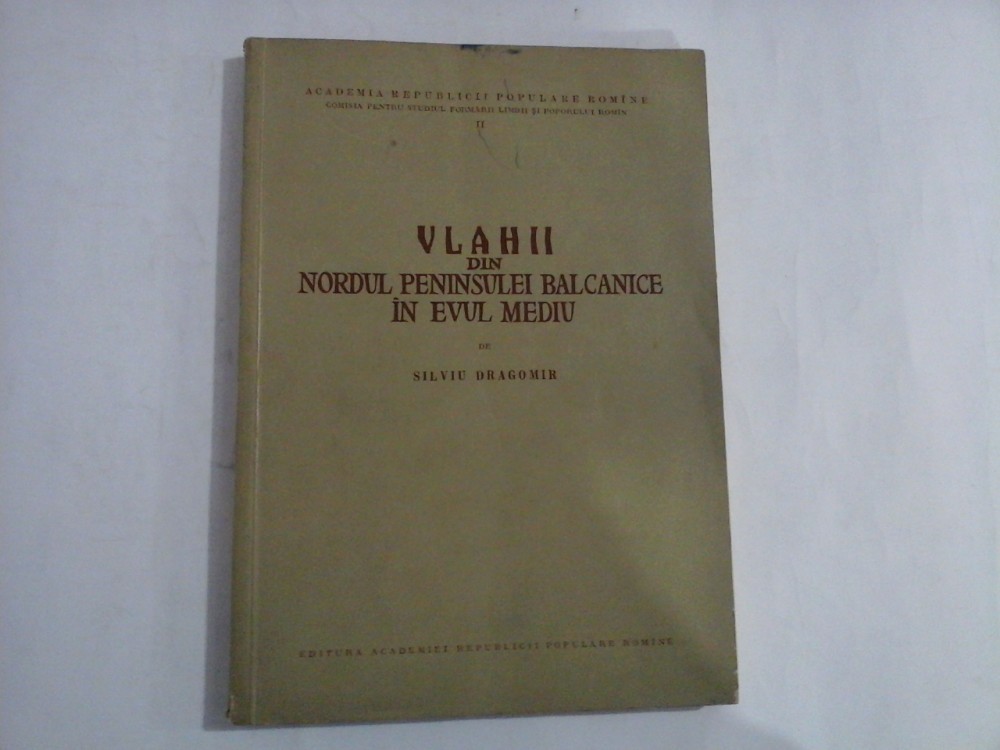 ACADEMIA REPUBLICII POPULARE ROMÎNE
COMISIA PENTRU STUDIUL FORMĂRII LIMBII ȘI POPORULUI ROMÎN
II
VLAHII
DIN
NORDUL PENINSULEI BALCANICE
ÎN EVUL MEDIU
DE
SILVIU DRAGOMIR
EDITURA ACADEMIEI REPUBLICII POPULARE ROMÎNE